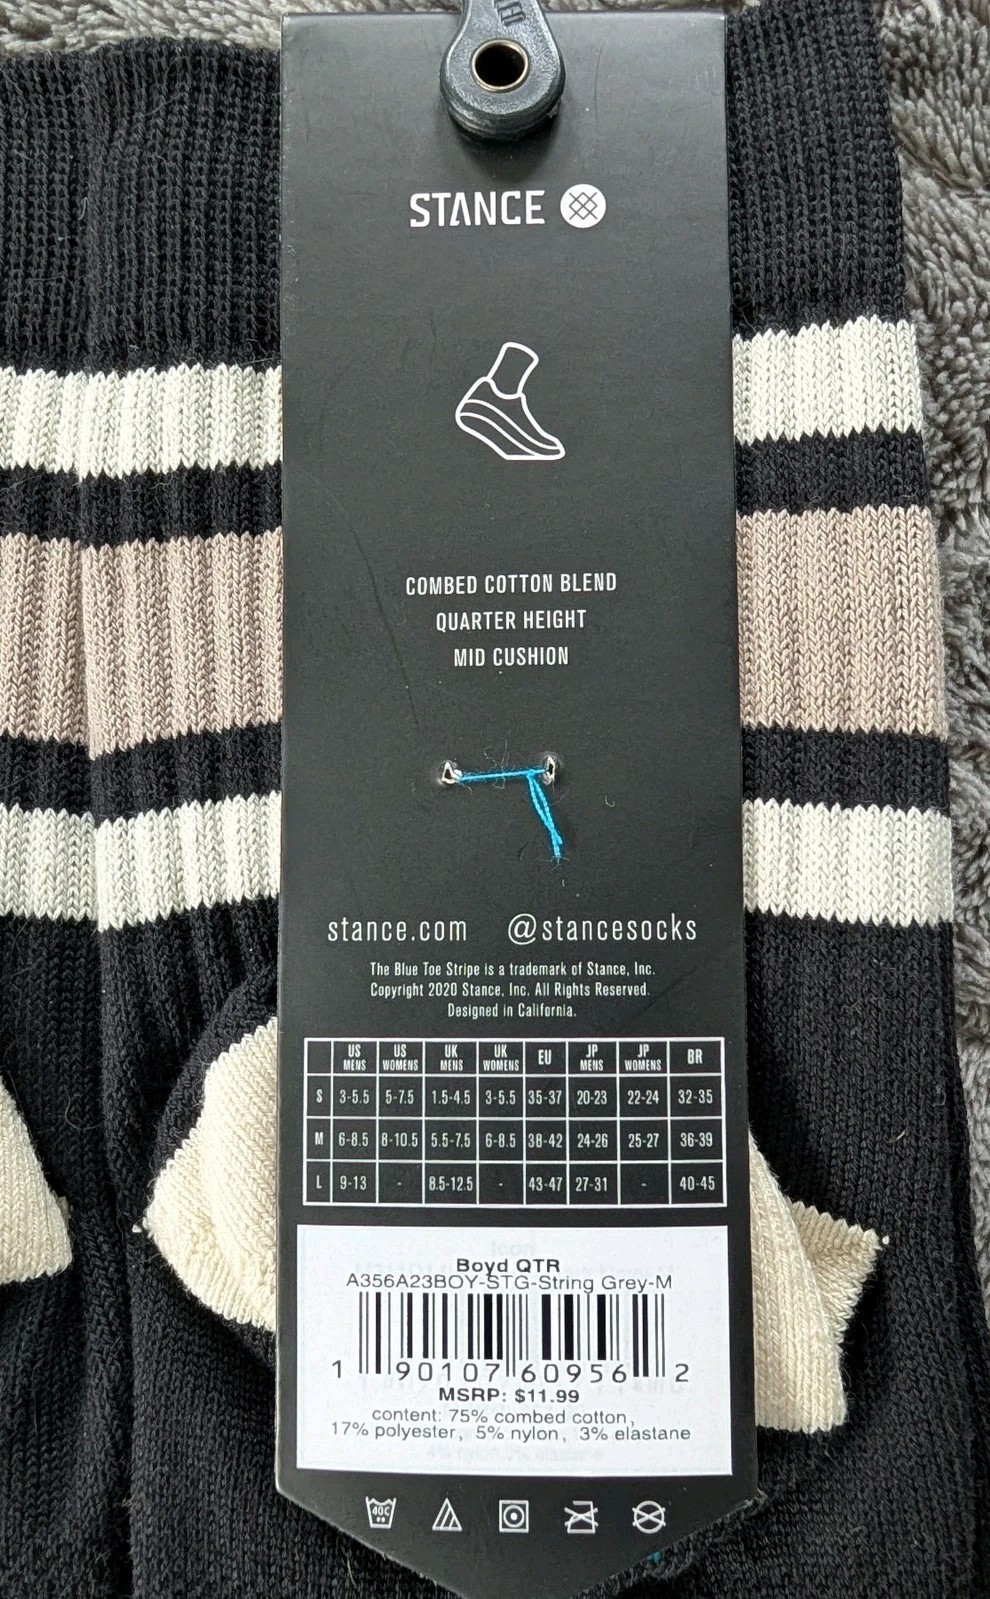 STANCE
COMBED COTTON BLEND
QUARTER HEIGHT
MID CUSHION
stance.com @stancesocks
The Blue Toe Stripe is a trademark of Stance, Inc.
Copyright 2020 Stance, Inc. All Rights Reserved.
Designed in California.
US MENS US WOMENS UK MENS UK WOMENS EU JP MENS JP WOMENS BR
S 3-5.5 5-7.5 1.5-4.5 3-5.5 35-37 20-23 22-24 32-35
M 6-8.5 8-10.5 5.5-7.5 6-8.5 38-42 24-26 25-27 36-39
L 9-13 - 8.5-12.5 - 43-47 27-31 - 40-45
Boyd QTR
A356A23BOY-STG-String Grey-M
1 90107 60956 2
MSRP: $11.99
content: 75% combed cotton,
17% polyester, 5% nylon, 3% elastane
40C